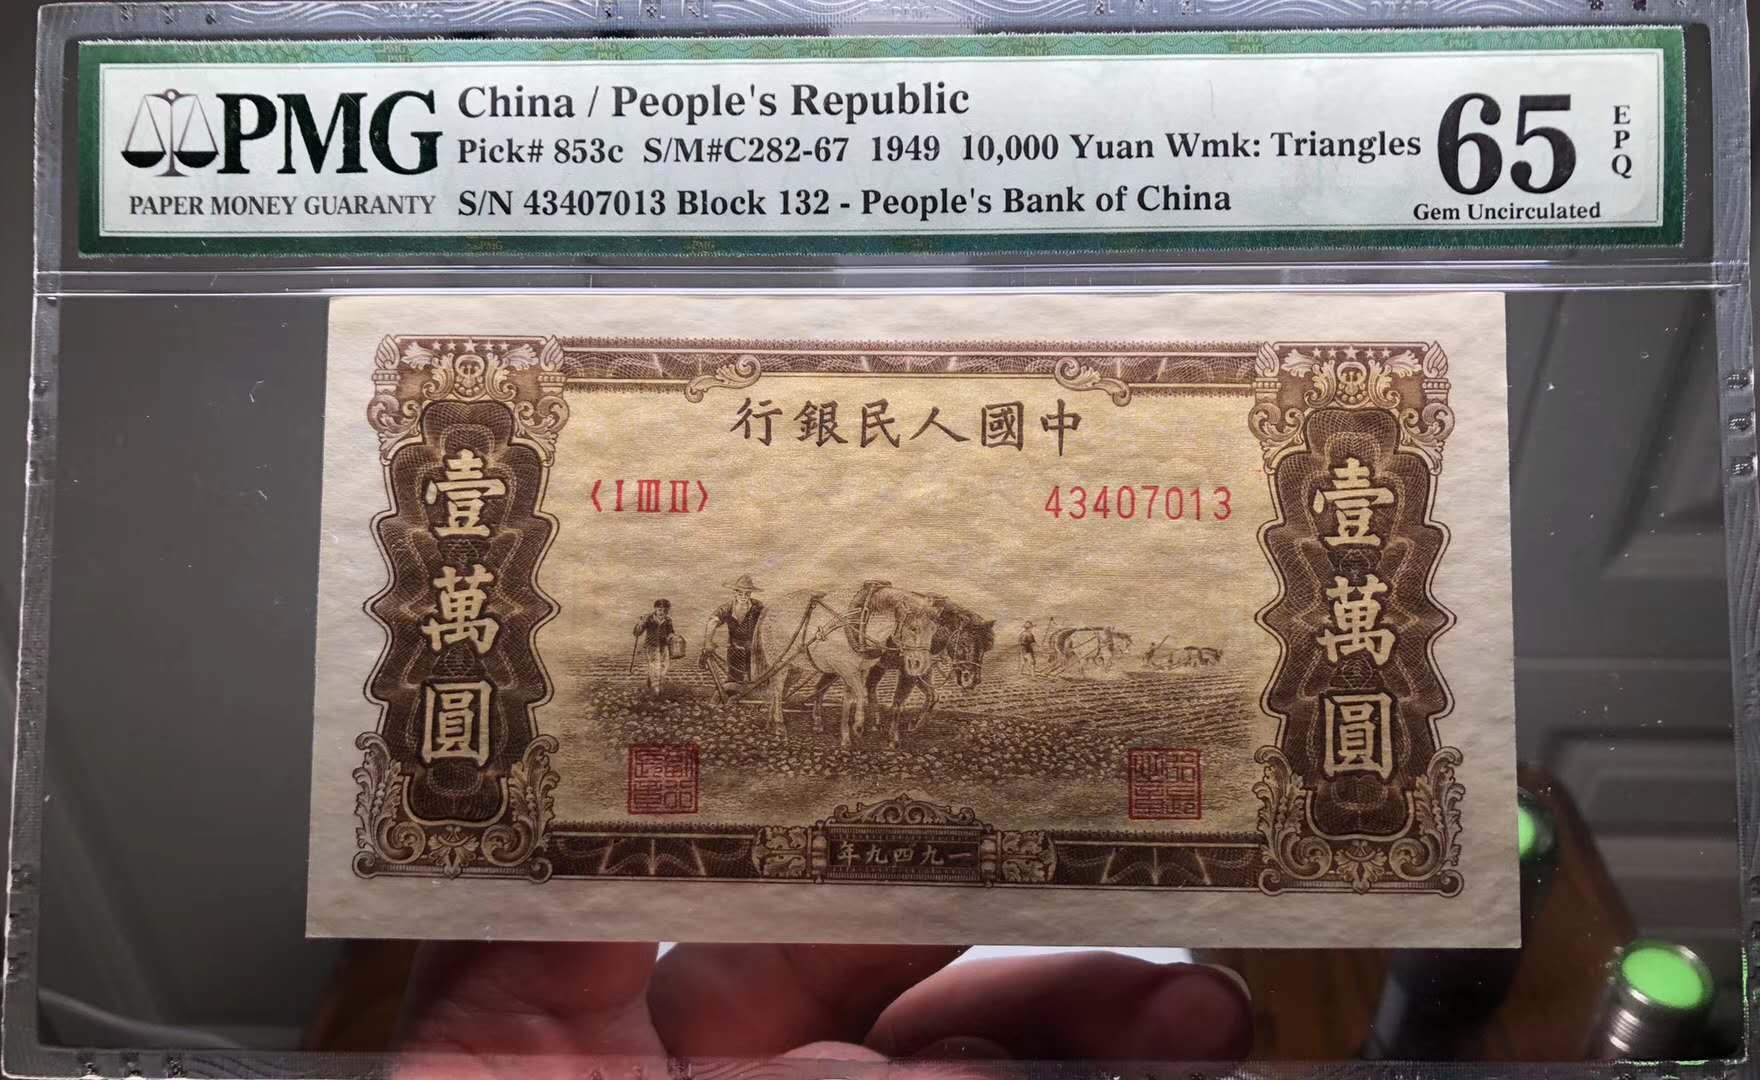 PMG
PAPER MONEY GUARANTY
China / People's Republic
Pick# 853c S/M#C282-67 1949 10,000 Yuan Wmk: Triangles
S/N 43407013 Block 132 - People's Bank of China
65
EPQ
Gem Uncirculated
行銀民人國中
〈I III II〉
43407013
壹萬圓
壹萬圓
年九四九一